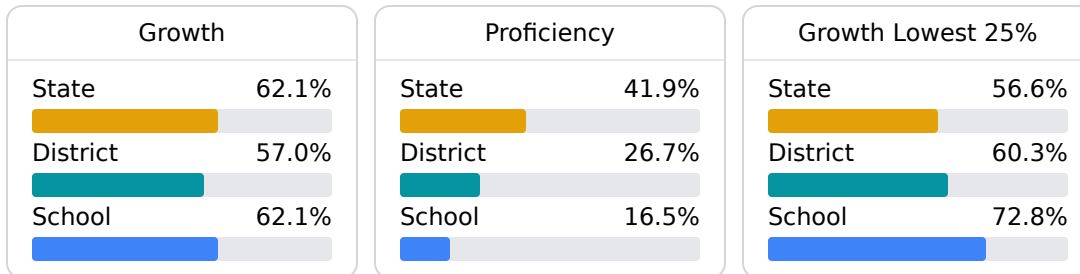 Growth
State 62.1%
District 57.0%
School 62.1%
Proficiency
State 41.9%
District 26.7%
School 16.5%
Growth Lowest 25%
State 56.6%
District 60.3%
School 72.8%